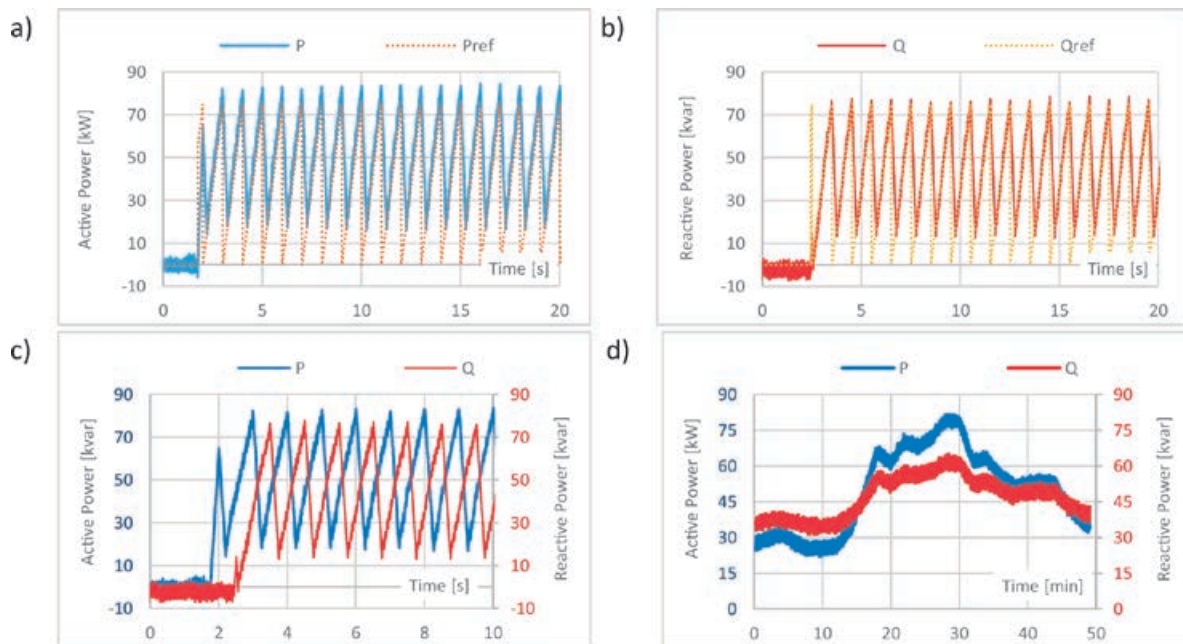 a)
P Pref
Active Power [kW]
90
70
50
30
10
-10
Time [s]
0 5 10 15 20
b)
Q Qref
Reactive Power [kvar]
90
70
50
30
10
-10
Time [s]
0 5 10 15 20
c)
P Q
Active Power [kvar]
90
70
50
30
10
-10
Time [s]
0 2 4 6 8 10
90
70
50
30
10
-10
Reactive Power [kvar]
d)
P Q
Active Power [kW]
90
75
60
45
30
15
0
Time [min]
0 10 20 30 40 50
90
75
60
45
30
15
0
Reactive Power [kvar]